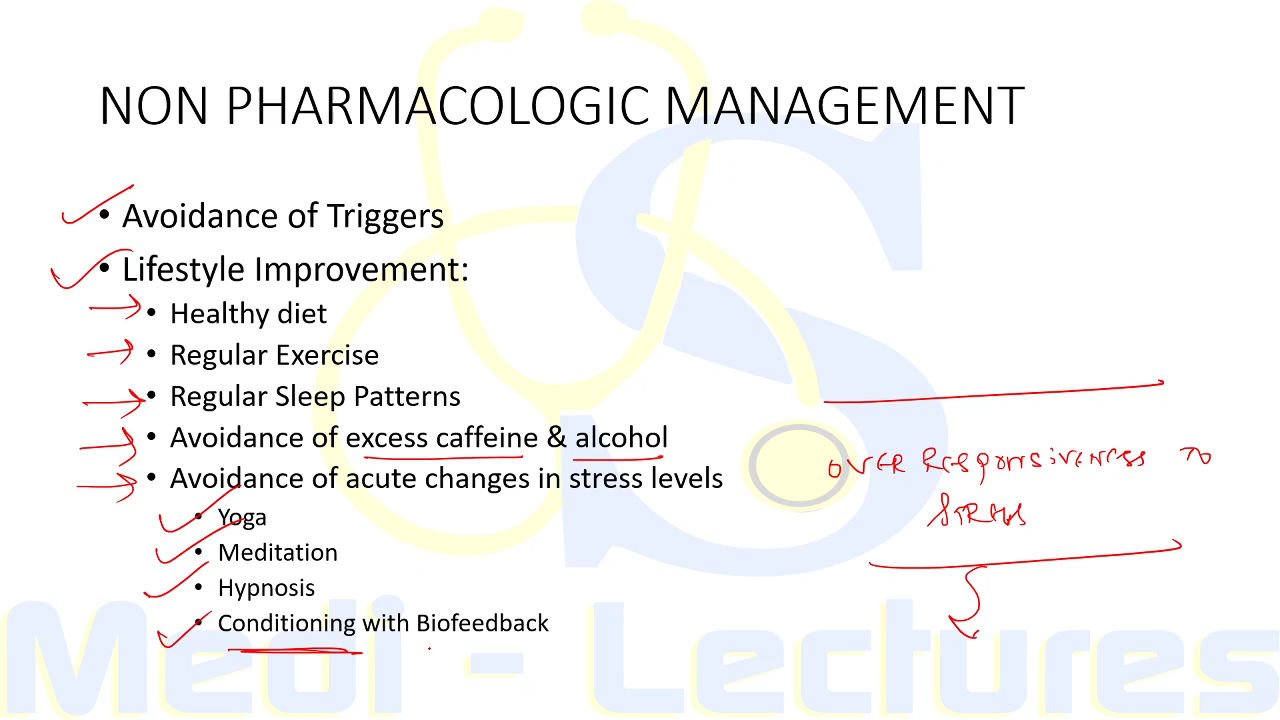 NON PHARMACOLOGIC MANAGEMENT
• Avoidance of Triggers
• Lifestyle Improvement:
• Healthy diet
• Regular Exercise
• Regular Sleep Patterns
• Avoidance of excess caffeine & alcohol
• Avoidance of acute changes in stress levels
• Yoga
• Meditation
• Hypnosis
• Conditioning with Biofeedback
OVER RESPONSIVENESS TO
STRESS
Medi - Lectures